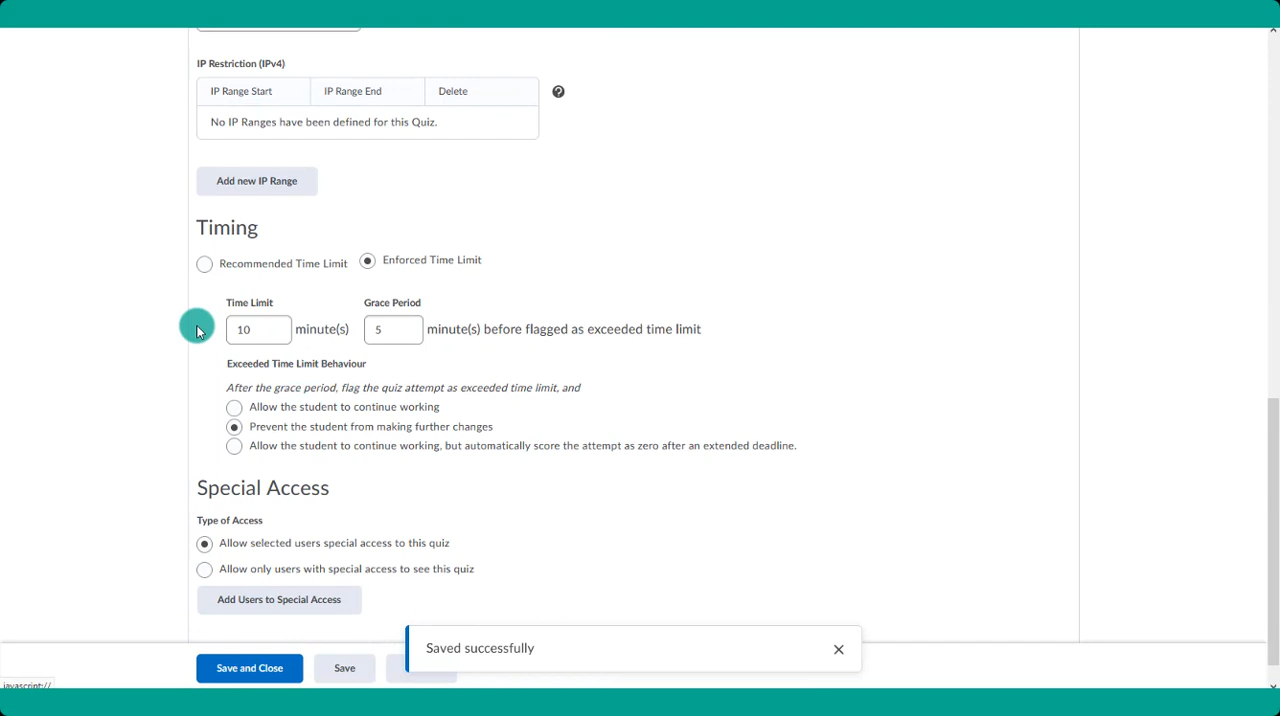 IP Restriction (IPv4)
IP Range Start IP Range End Delete
No IP Ranges have been defined for this Quiz.
Add new IP Range
Timing
Recommended Time Limit Enforced Time Limit
Time Limit Grace Period
10 minute(s) 5 minute(s) before flagged as exceeded time limit
Exceeded Time Limit Behaviour
After the grace period, flag the quiz attempt as exceeded time limit, and
Allow the student to continue working
Prevent the student from making further changes
Allow the student to continue working, but automatically score the attempt as zero after an extended deadline.
Special Access
Type of Access
Allow selected users special access to this quiz
Allow only users with special access to see this quiz
Add Users to Special Access
Saved successfully
Save and Close Save
javascript://